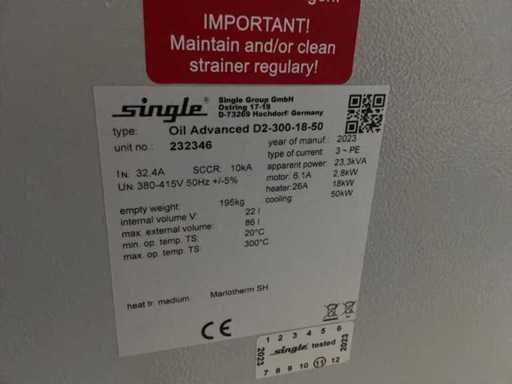 IMPORTANT!
Maintain and/or clean
strainer regulary!
single
Single Group GmbH
Ostring 17-19
D-73269 Hochdorf Germany
type: Oil Advanced D2-300-18-50
unit no.: 232346
year of manuf.: 2023
type of current: 3 ~ PE
IN: 32.4A SCCR: 10kA
apparent power: 23,3kVA
UN: 380-415V 50Hz +/-5%
motor: 6.1A 2,8kW
heater: 26A 18kW
cooling: 50kW
empty weight: 195kg
internal volume V: 22 l
max. external volume: 86 l
min. op. temp. TS: 20°C
max. op. temp. TS: 300°C
heat tr. medium Marlotherm SH
CE
1 2 3 4 5 6
2023 single tested 2023
7 8 9 10 11 12